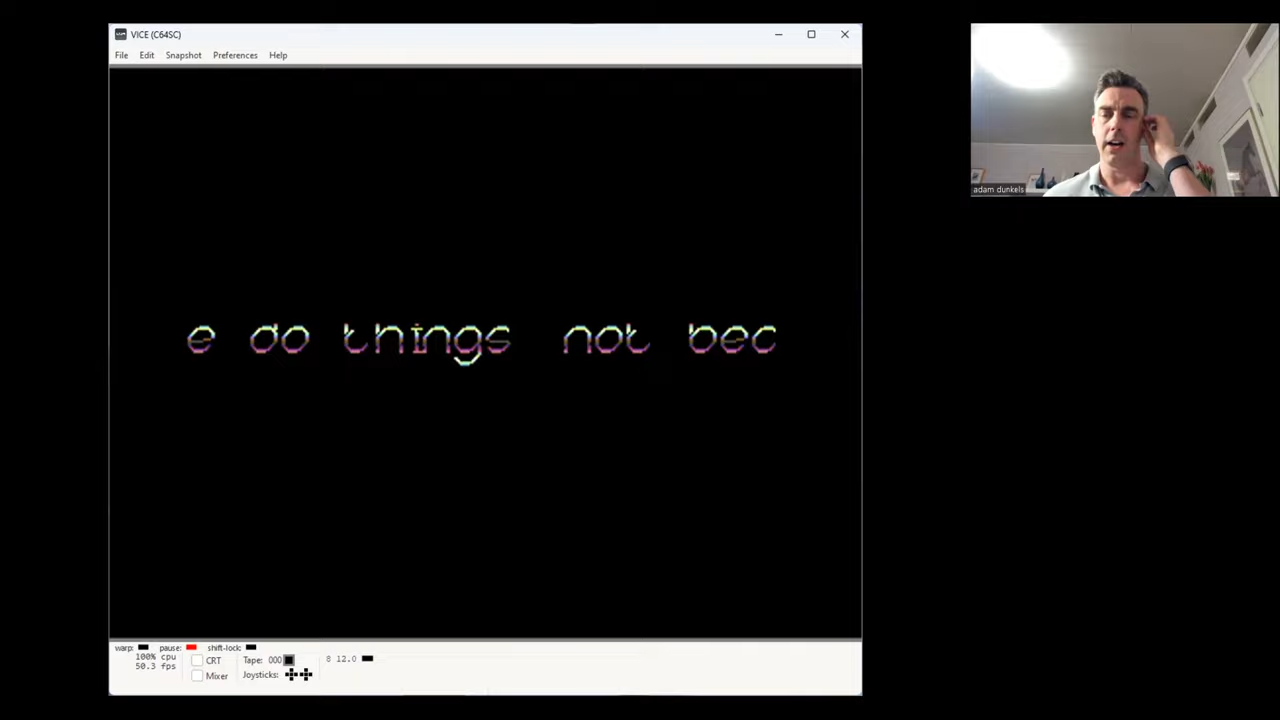 VICE (C64SC)
File Edit Snapshot Preferences Help
adam dunkels
e do things not bec
warp: pause: shift-lock:
100% cpu CRT Tape: 000 8 12.0
50.3 fps Mixer Joysticks: